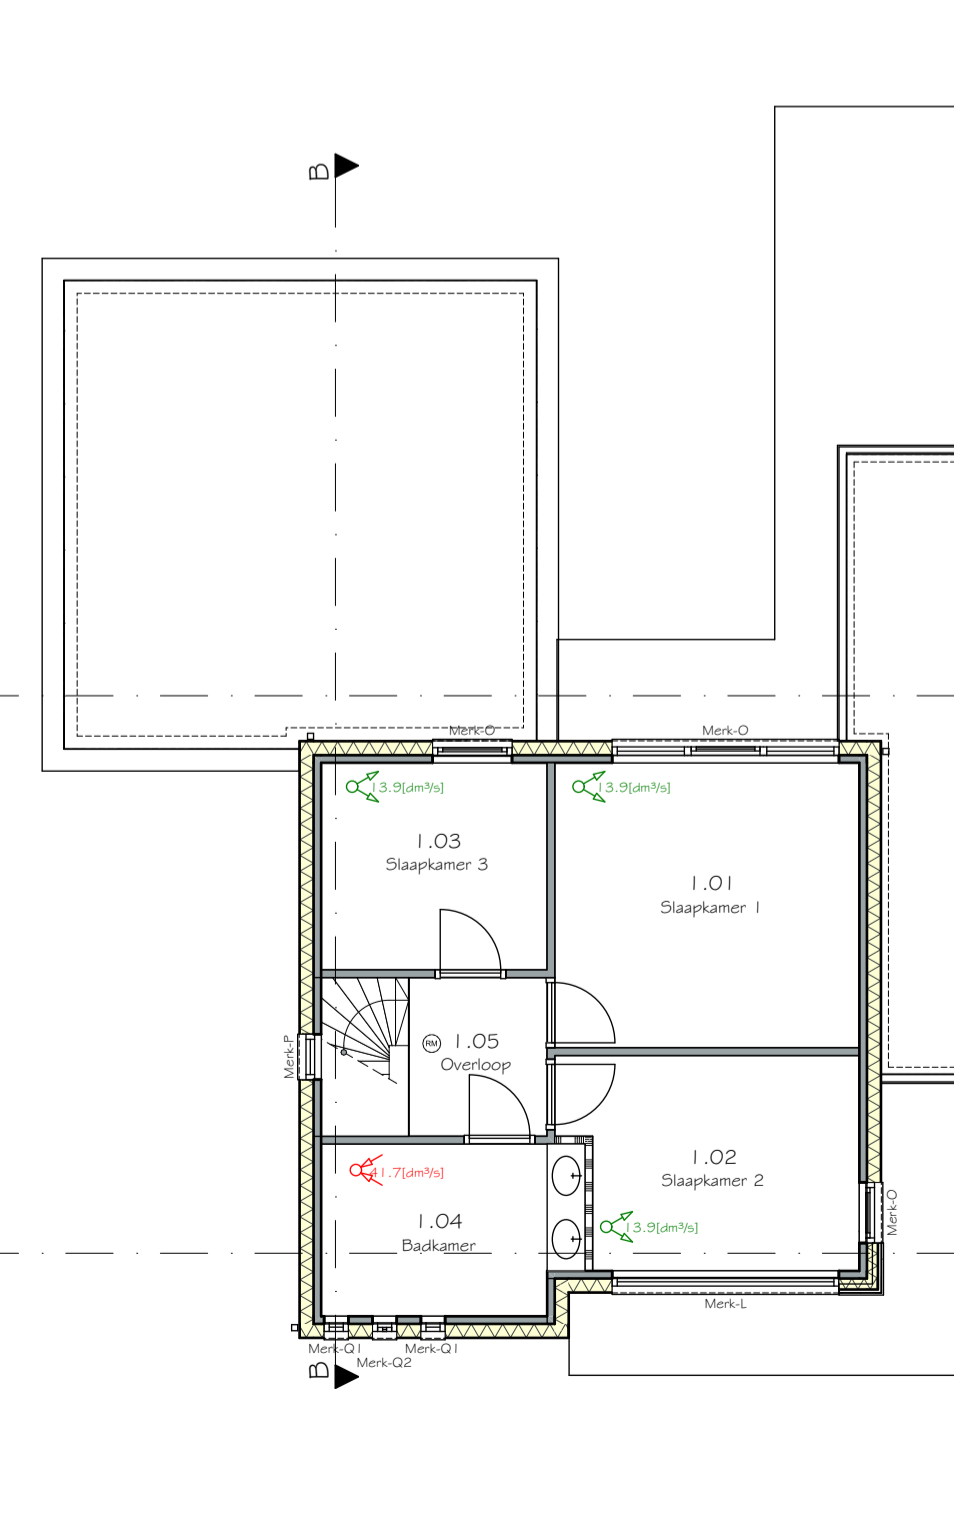 B
Merk-O
Merk-O
13.9[dm³/s]
13.9[dm³/s]
1.03
Slaapkamer 3
1.01
Slaapkamer 1
Merk-P
RM
1.05
Overloop
1.02
Slaapkamer 2
41.7[dm³/s]
1.04
Badkamer
13.9[dm³/s]
Merk-O
Merk-L
Merk-Q1
Merk-Q2
Merk-Q1
B